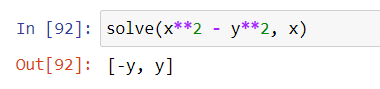 In [92]: solve(x**2 - y**2, x)
Out[92]: [-y, y]